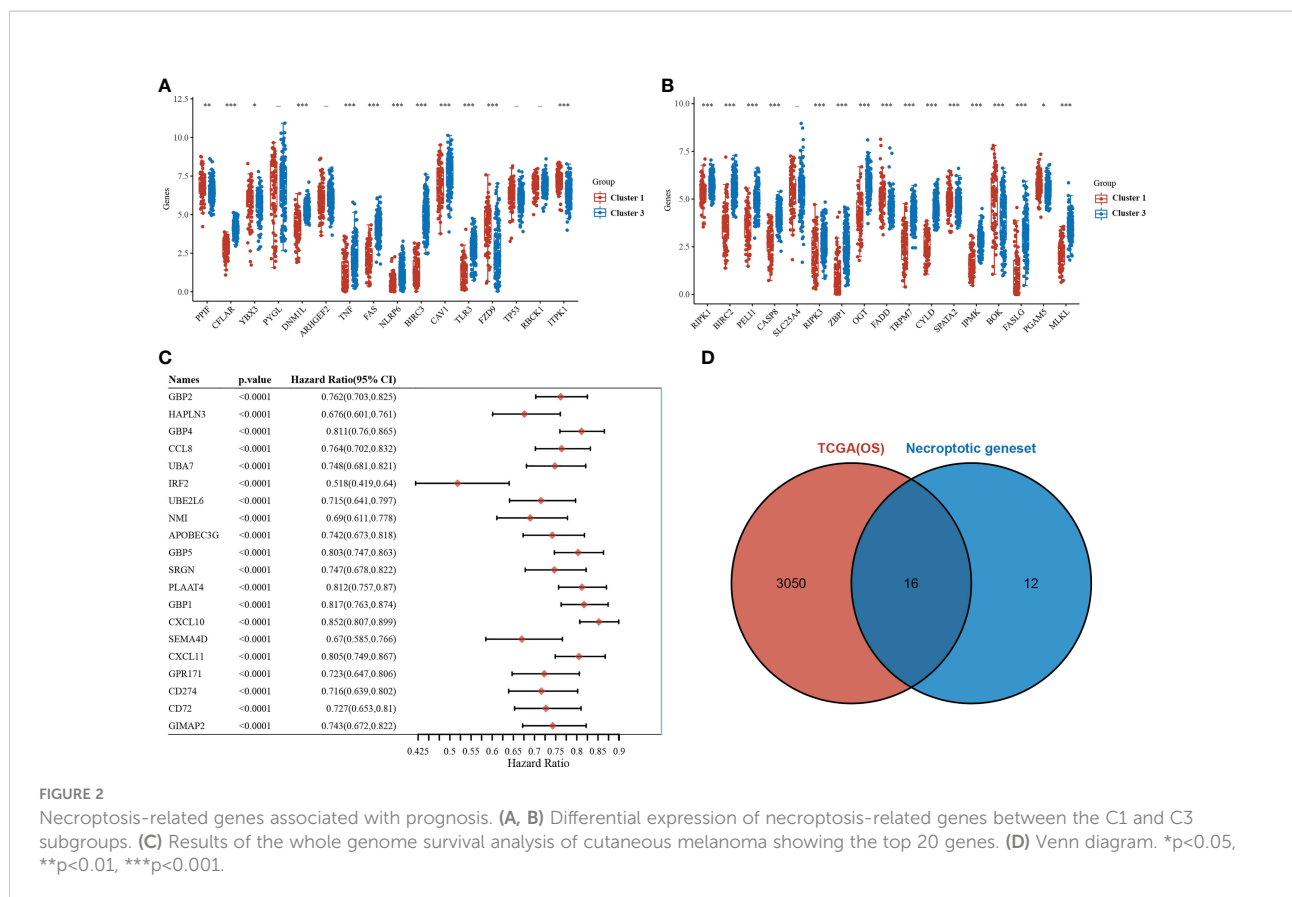 A
12.5
10.0
7.5
5.0
2.5
0.0
Genes
** *** * _ *** _ *** *** *** *** *** *** *** _ _ ***
PPIF CFLAR YBX3 PYGL DNM1L ARHGEF2 TNF FAS NLRP6 BIRC3 CAV1 TLR3 FZD9 TP53 RBCK1 ITPK1
Group
Cluster 1
Cluster 3
B
10.0
7.5
5.0
2.5
0.0
Genes
*** *** *** *** _ *** *** *** *** *** *** *** *** *** *** * ***
RIPK1 BIRC2 PELI1 CASP8 SLC25A4 RIPK3 ZBP1 OGT FADD TRPM7 CYLD SPATA2 IPMK BOK FASLG PGAM5 MLKL
Group
Cluster 1
Cluster 3
C
Names p.value Hazard Ratio(95% CI)
GBP2 <0.0001 0.762(0.703,0.825)
HAPLN3 <0.0001 0.676(0.601,0.761)
GBP4 <0.0001 0.811(0.76,0.865)
CCL8 <0.0001 0.764(0.702,0.832)
UBA7 <0.0001 0.748(0.681,0.821)
IRF2 <0.0001 0.518(0.419,0.64)
UBE2L6 <0.0001 0.715(0.641,0.797)
NMI <0.0001 0.69(0.611,0.778)
APOBEC3G <0.0001 0.742(0.673,0.818)
GBP5 <0.0001 0.803(0.747,0.863)
SRGN <0.0001 0.747(0.678,0.822)
PLAAT4 <0.0001 0.812(0.757,0.87)
GBP1 <0.0001 0.817(0.763,0.874)
CXCL10 <0.0001 0.852(0.807,0.899)
SEMA4D <0.0001 0.67(0.585,0.766)
CXCL11 <0.0001 0.805(0.749,0.867)
GPR171 <0.0001 0.723(0.647,0.806)
CD274 <0.0001 0.716(0.639,0.802)
CD72 <0.0001 0.727(0.653,0.81)
GIMAP2 <0.0001 0.743(0.672,0.822)
0.425 0.5 0.55 0.6 0.65 0.7 0.75 0.8 0.85 0.9
Hazard Ratio
D
TCGA(OS) Necroptotic geneset
3050 16 12
FIGURE 2
Necroptosis-related genes associated with prognosis. (A, B) Differential expression of necroptosis-related genes between the C1 and C3
subgroups. (C) Results of the whole genome survival analysis of cutaneous melanoma showing the top 20 genes. (D) Venn diagram. *p<0.05,
**p<0.01, ***p<0.001.